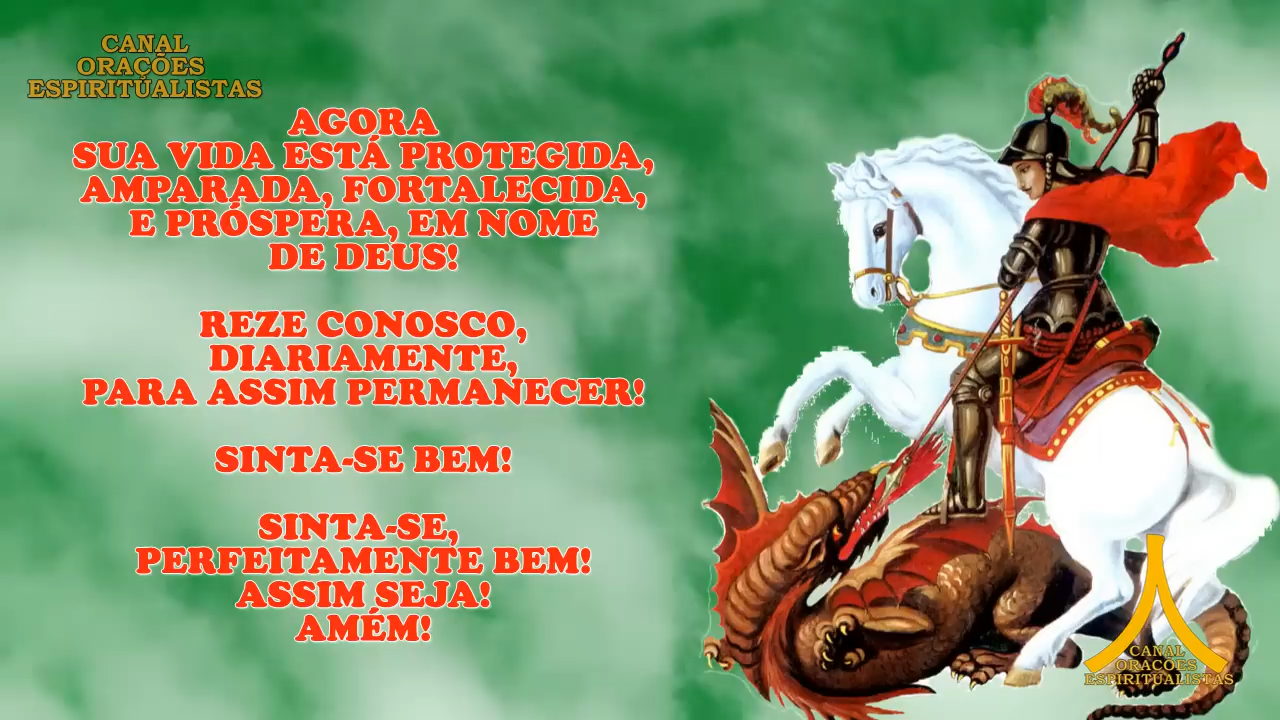 CANAL
ORAÇÕES
ESPIRITUALISTAS
AGORA
SUA VIDA ESTÁ PROTEGIDA,
AMPARADA, FORTALECIDA,
E PRÓSPERA, EM NOME
DE DEUS!
REZE CONOSCO,
DIARIAMENTE,
PARA ASSIM PERMANECER!
SINTA-SE BEM!
SINTA-SE,
PERFEITAMENTE BEM!
ASSIM SEJA!
AMÉM!
CANAL
ORAÇÕES
ESPIRITUALISTAS